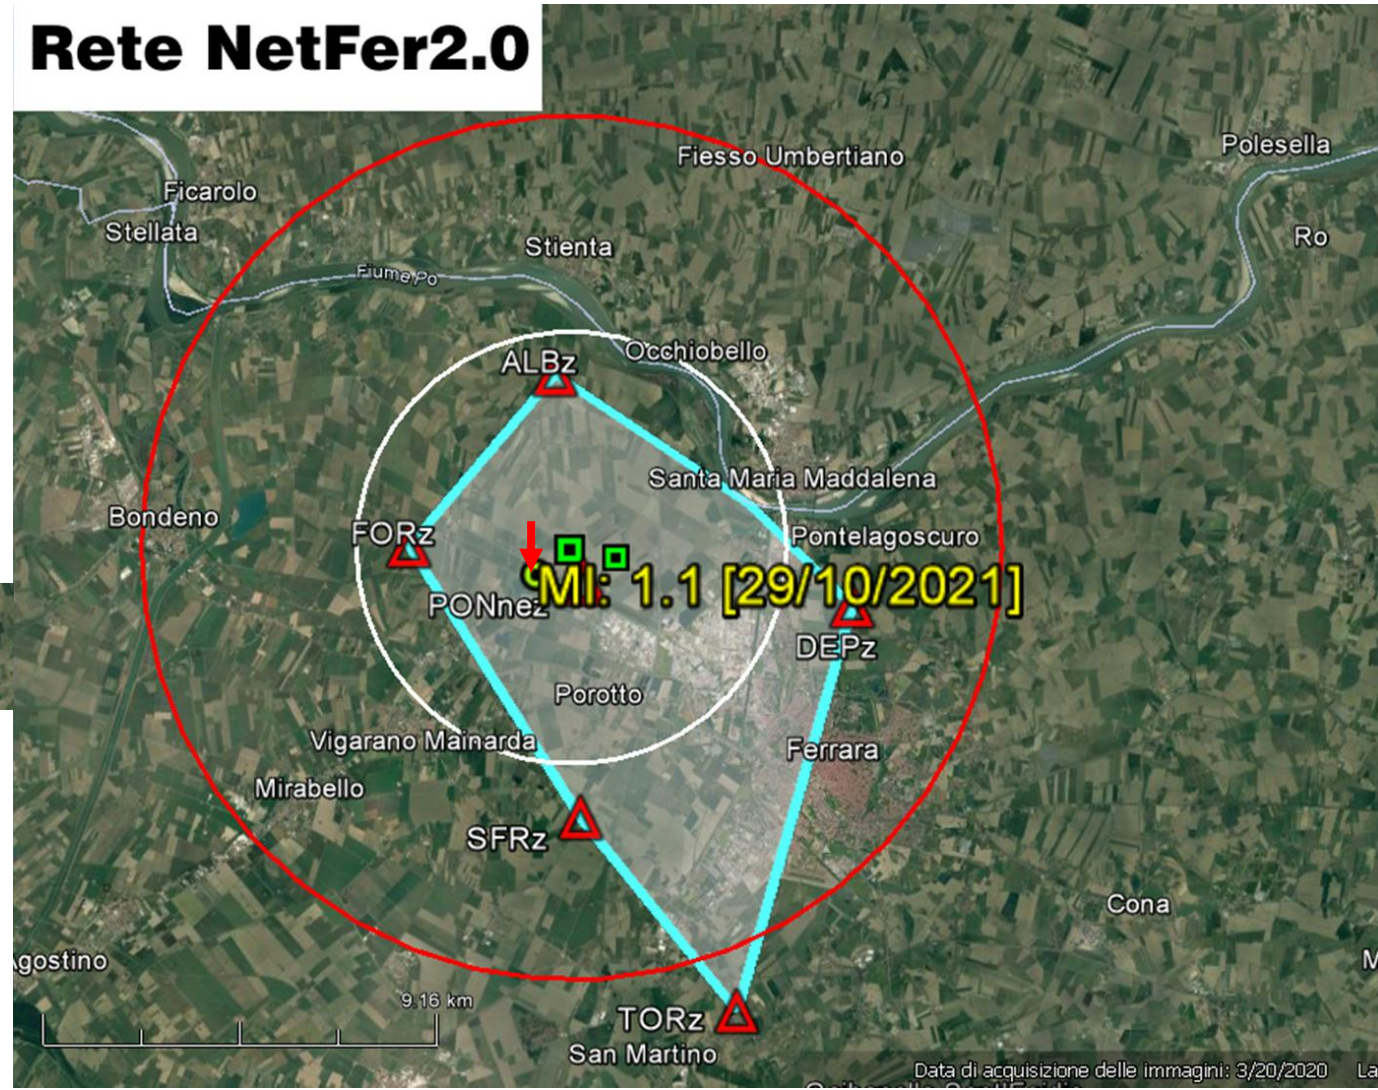 Rete NetFer2.0
Polesella
Fiesso Umbertiano
Ficarolo
Stellata
Ro
Stienta
Fiume Po
Occhiobello
ALBz
Santa Maria Maddalena
Bondeno
FORz
Pontelagoscuro
Ml: 1.1 [29/10/2021]
PONnez
DEPz
Porotto
Vigarano Mainarda
Ferrara
Mirabello
SFRz
Cona
gostino
M
9.16 km
TORz
San Martino
Data di acquisizione delle immagini: 3/20/2020 La